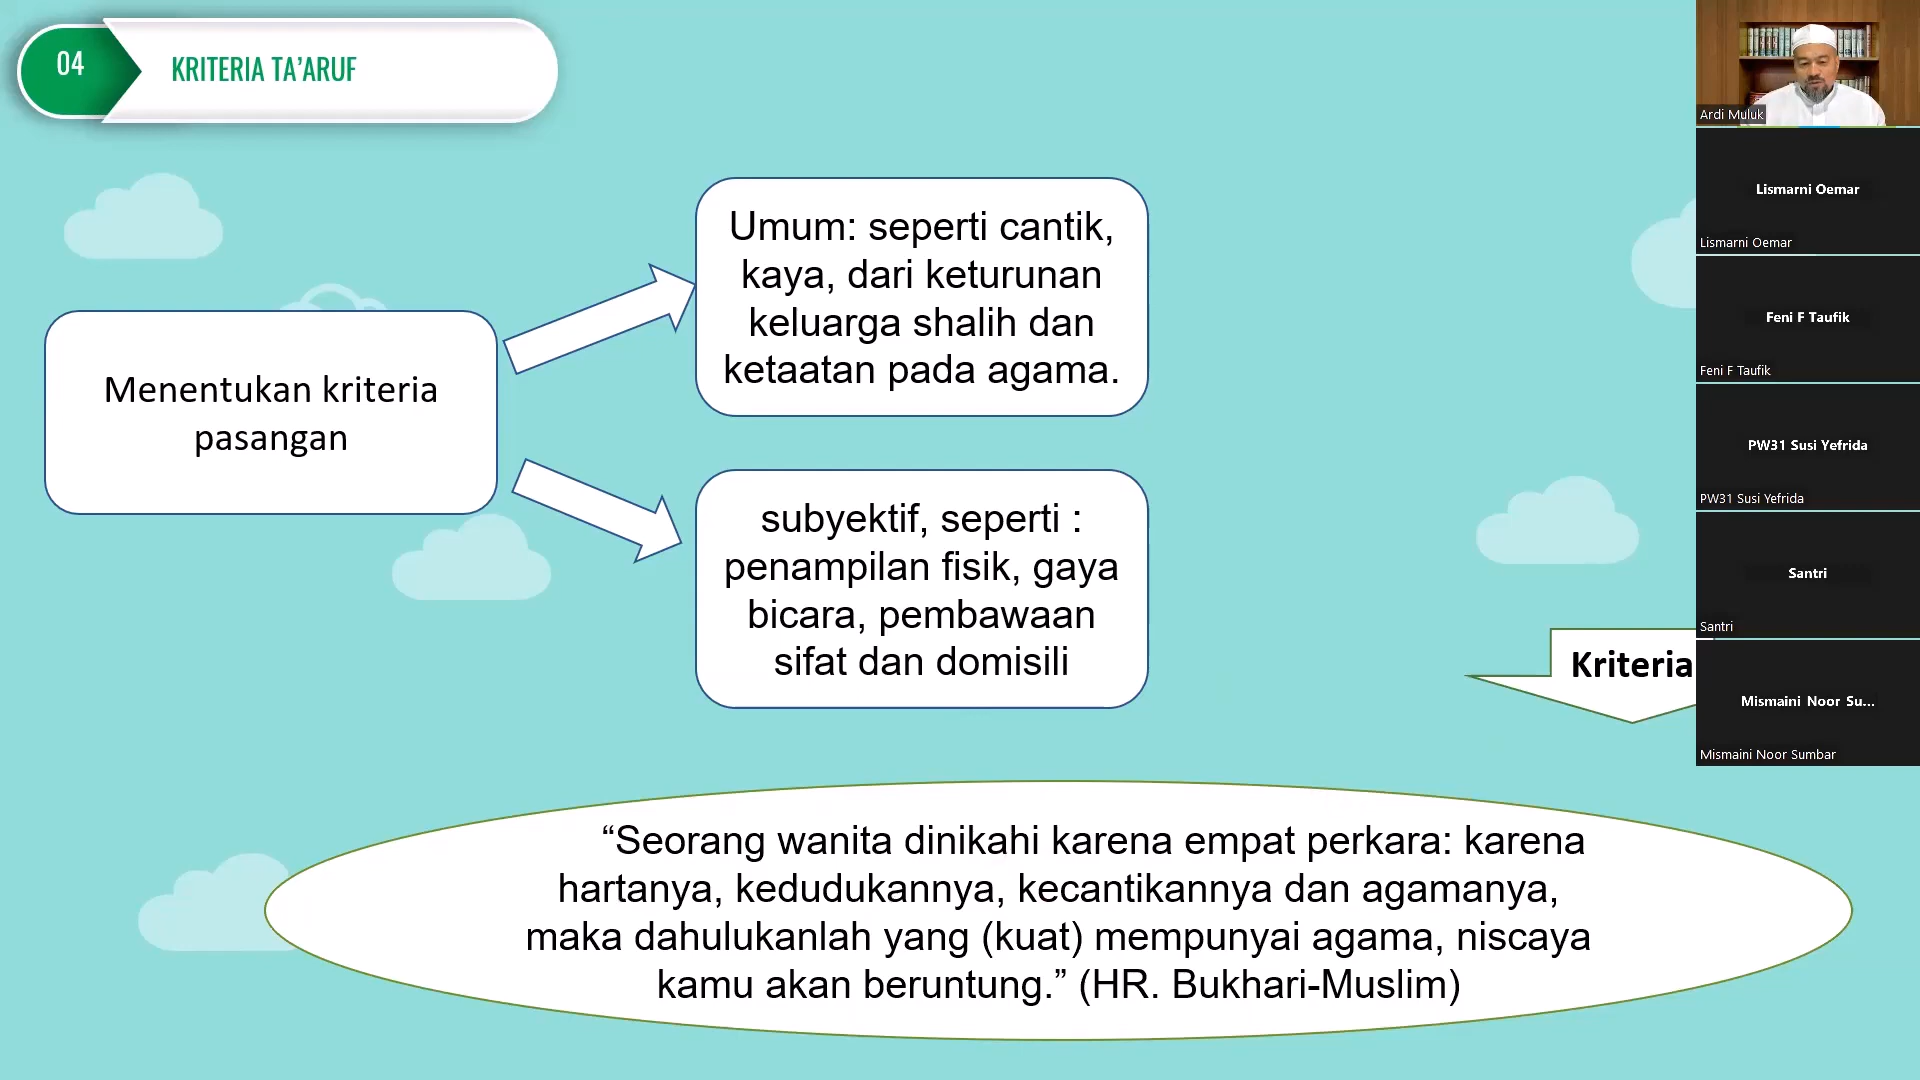 04
KRITERIA TA’ARUF
Menentukan kriteria
pasangan
Umum: seperti cantik,
kaya, dari keturunan
keluarga shalih dan
ketaatan pada agama.
subyektif, seperti :
penampilan fisik, gaya
bicara, pembawaan
sifat dan domisili
Kriteria
“Seorang wanita dinikahi karena empat perkara: karena
hartanya, kedudukannya, kecantikannya dan agamanya,
maka dahulukanlah yang (kuat) mempunyai agama, niscaya
kamu akan beruntung.” (HR. Bukhari-Muslim)
Ardi Muluk
Lismarni Oemar
Lismarni Oemar
Feni F Taufik
Feni F Taufik
PW31 Susi Yefrida
PW31 Susi Yefrida
Santri
Santri
Mismaini Noor Su...
Mismaini Noor Sumbar